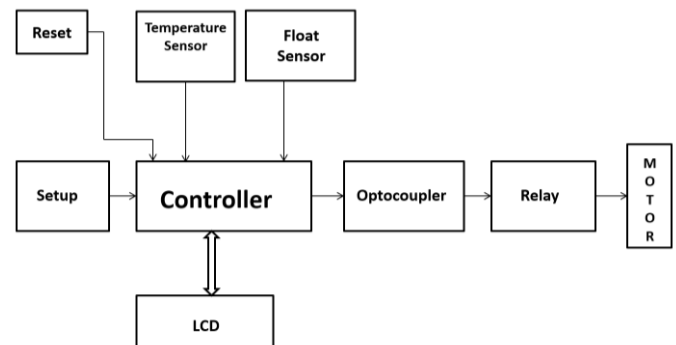 Reset
Temperature
Sensor
Float
Sensor
Setup
Controller
Optocoupler
Relay
M
O
T
O
R
LCD